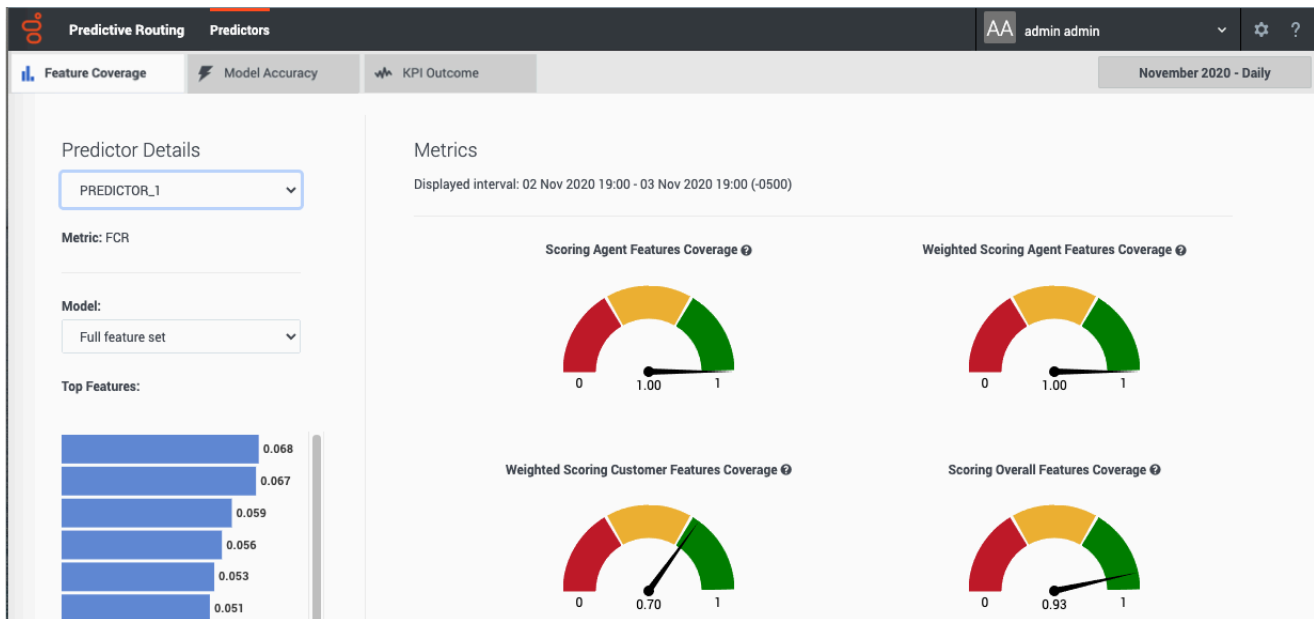 Predictive Routing Predictors AA admin admin ?
Feature Coverage Model Accuracy KPI Outcome November 2020 - Daily
Predictor Details
PREDICTOR_1
Metric: FCR
Model:
Full feature set
Top Features:
0.068
0.067
0.059
0.056
0.053
0.051
Metrics
Displayed interval: 02 Nov 2020 19:00 - 03 Nov 2020 19:00 (-0500)
Scoring Agent Features Coverage ?
0 1.00 1
Weighted Scoring Agent Features Coverage ?
0 1.00 1
Weighted Scoring Customer Features Coverage ?
0 0.70 1
Scoring Overall Features Coverage ?
0 0.93 1